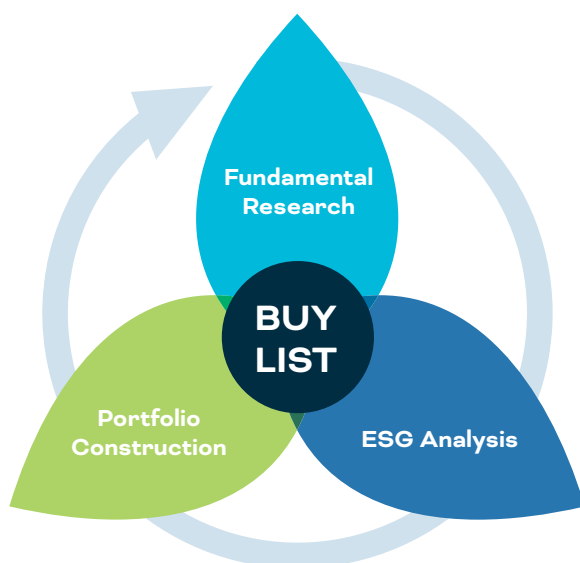 Fundamental
Research
BUY
LIST
Portfolio
Construction
ESG Analysis